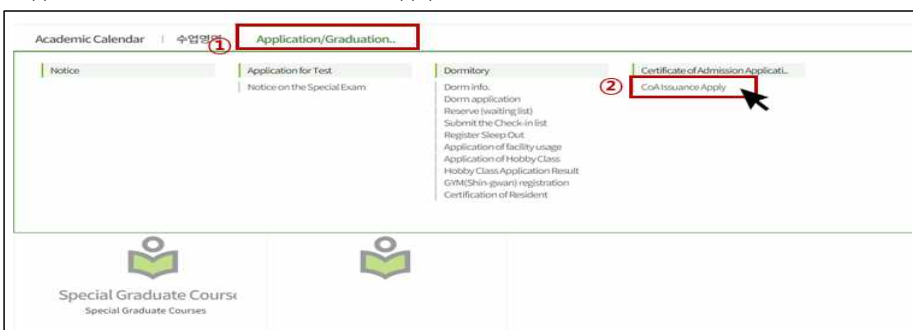 Academic Calendar | 수업영역 ① Application/Graduation..
Notice
Application for Test
Notice on the Special Exam
Dormitory
Dorm info.
Dorm application
Reserve (waiting list)
Submit the Check-in list
Register Sleep Out
Application of facility usage
Application of Hobby Class
Hobby Class Application Result
GYM(Shin-gwan) registration
Certification of Resident
Certificate of Admission Applicati..
② CoA Issuance Apply
Special Graduate Course
Special Graduate Courses